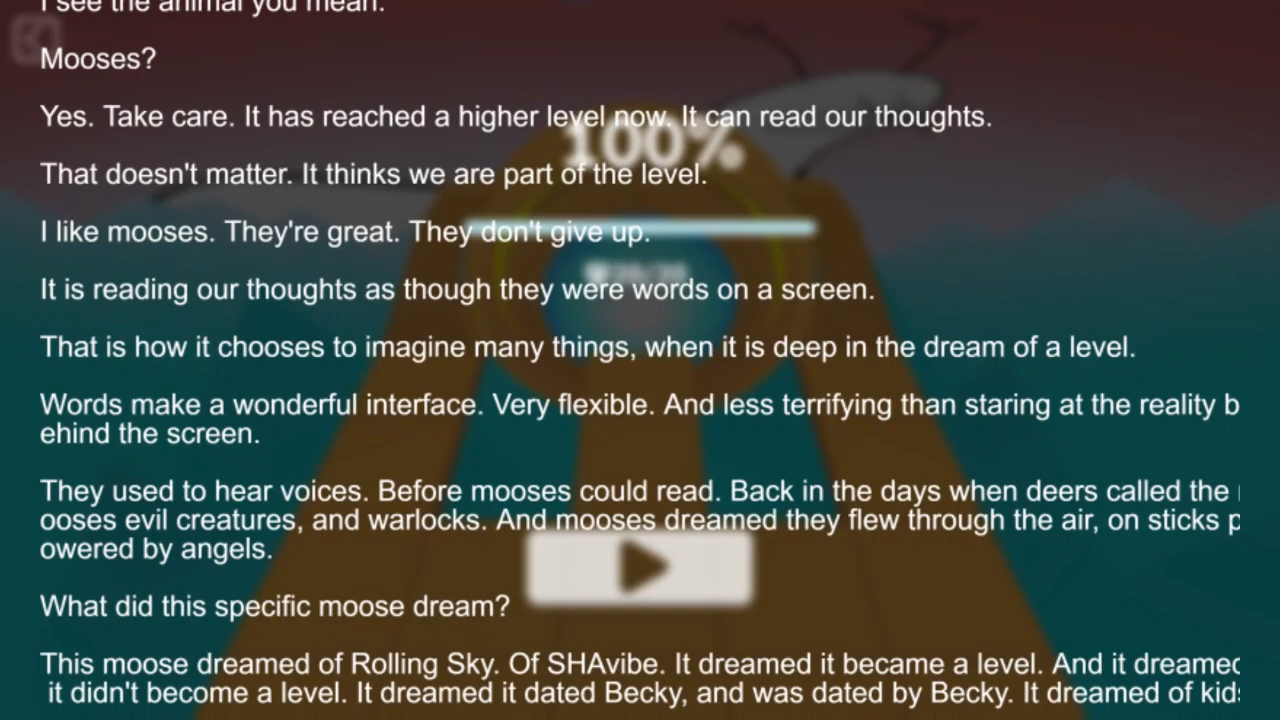 I see the animal you mean.
Mooses?
Yes. Take care. It has reached a higher level now. It can read our thoughts.
100%
That doesn't matter. It thinks we are part of the level.
I like mooses. They're great. They don't give up.
It is reading our thoughts as though they were words on a screen.
That is how it chooses to imagine many things, when it is deep in the dream of a level.
Words make a wonderful interface. Very flexible. And less terrifying than staring at the reality b
ehind the screen.
They used to hear voices. Before mooses could read. Back in the days when deers called the
ooses evil creatures, and warlocks. And mooses dreamed they flew through the air, on sticks p
owered by angels.
What did this specific moose dream?
This moose dreamed of Rolling Sky. Of SHAvibe. It dreamed it became a level. And it dreamed
it didn't become a level. It dreamed it dated Becky, and was dated by Becky. It dreamed of kids